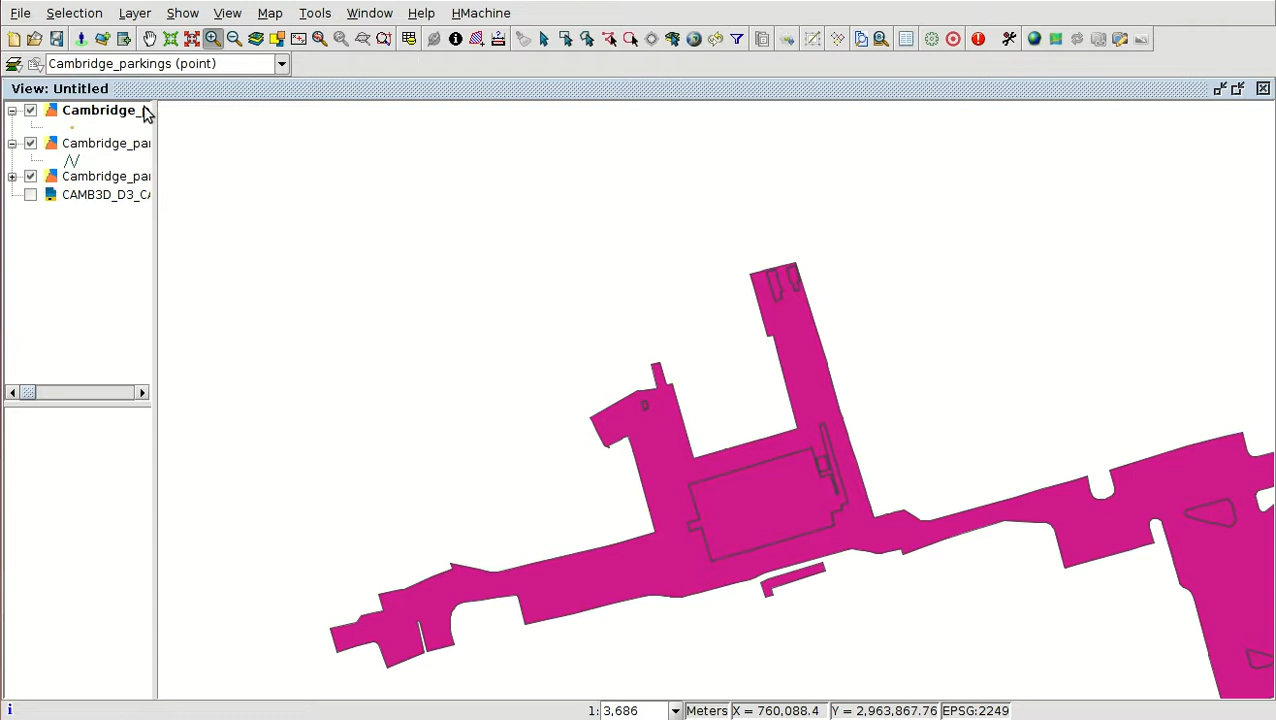 File Selection Layer Show View Map Tools Window Help HMachine
Cambridge_parkings (point)
View: Untitled
Cambridge_
Cambridge_par
Cambridge_par
CAMB3D_D3_CA
1: 3,686 Meters X = 760,088.4 Y = 2,963,867.76 EPSG:2249